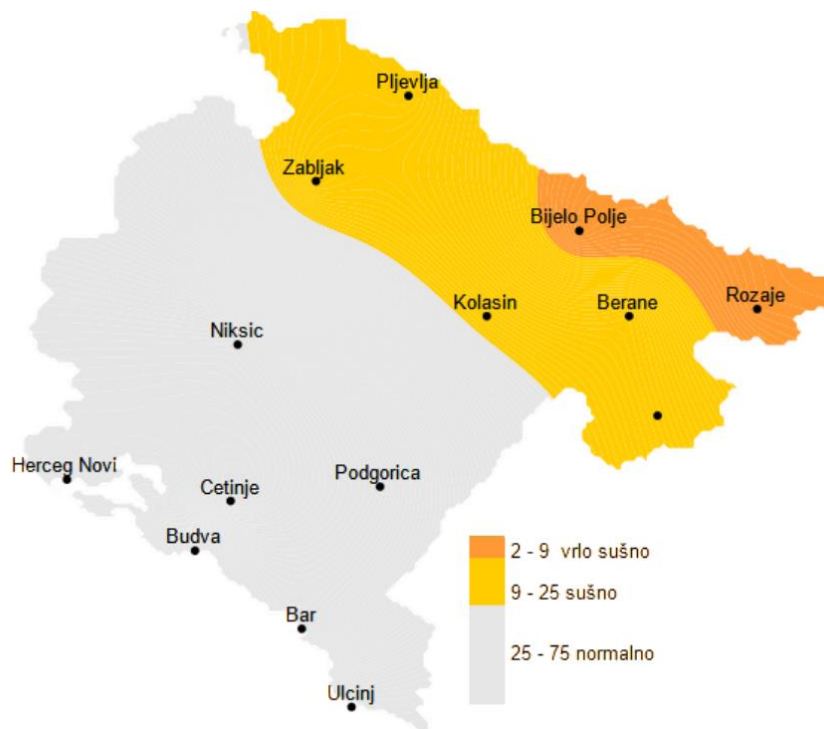 Pljevlja
Zabljak
Bijelo Polje
Kolasin
Berane
Rozaje
Niksic
Herceg Novi
Cetinje
Podgorica
Budva
Bar
Ulcinj
2 - 9 vrlo sušno
9 - 25 sušno
25 - 75 normalno